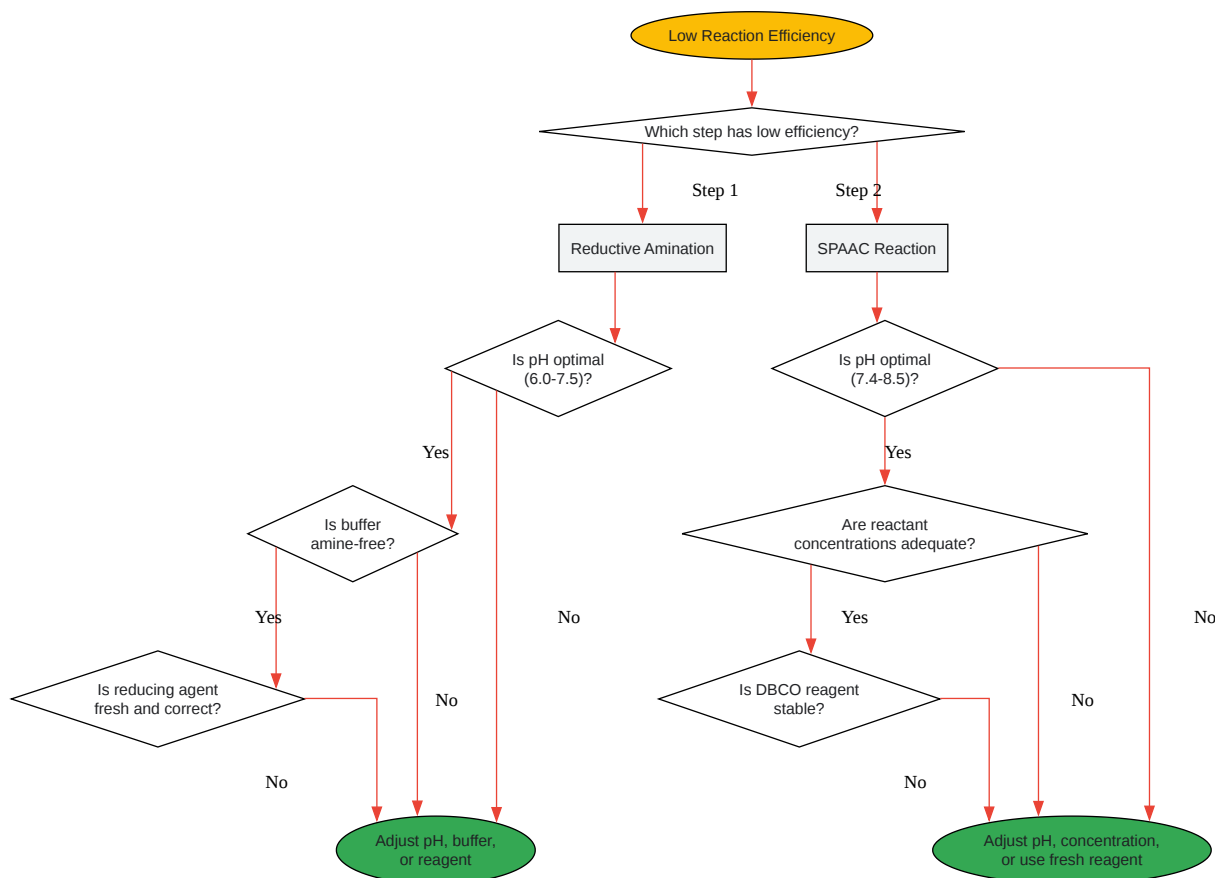 Low Reaction Efficiency
Which step has low efficiency?
Step 1
Step 2
Reductive Amination
SPAAC Reaction
Is pH optimal
(6.0-7.5)?
Is pH optimal
(7.4-8.5)?
Yes
Yes
Is buffer
amine-free?
Are reactant
concentrations adequate?
Yes
No
Yes
No
Is reducing agent
fresh and correct?
No
Is DBCO reagent
stable?
No
No
No
Adjust pH, buffer,
or reagent
Adjust pH, concentration,
or use fresh reagent